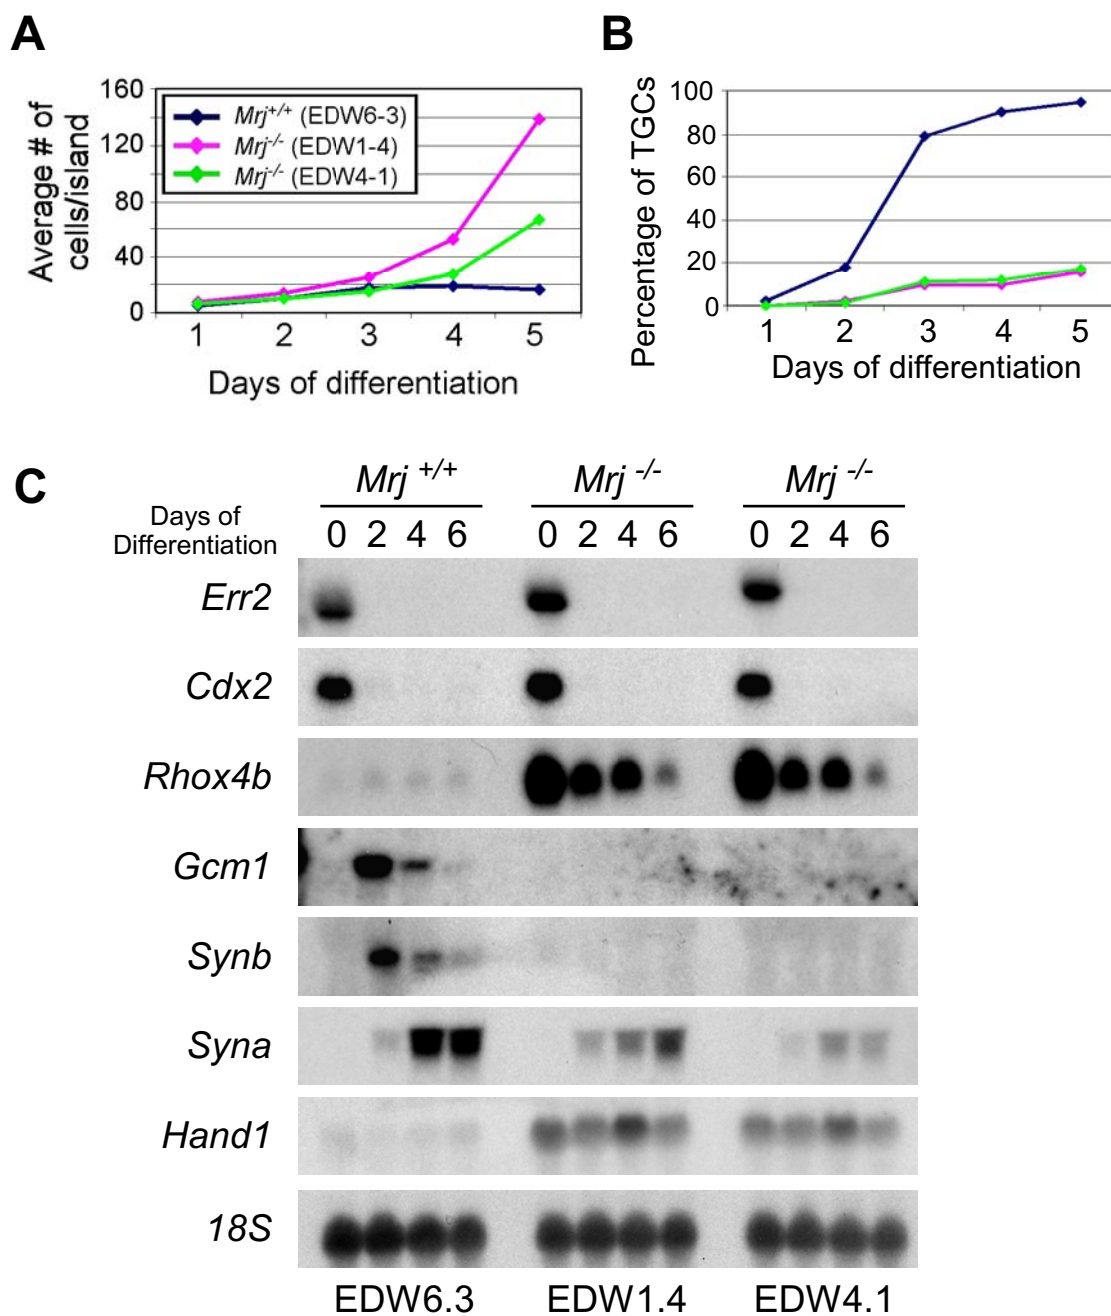 A
160
120
80
40
0
Average # of
cells/island
Mrj+/+ (EDW6-3)
Mrj-/- (EDW1-4)
Mrj-/- (EDW4-1)
1 2 3 4 5
Days of differentiation
B
100
80
60
40
20
0
Percentage of TGCs
1 2 3 4 5
Days of differentiation
C
Mrj +/+ Mrj -/- Mrj -/-
Days of
Differentiation
0 2 4 6 0 2 4 6 0 2 4 6
Err2
Cdx2
Rhox4b
Gcm1
Synb
Syna
Hand1
18S
EDW6.3 EDW1.4 EDW4.1